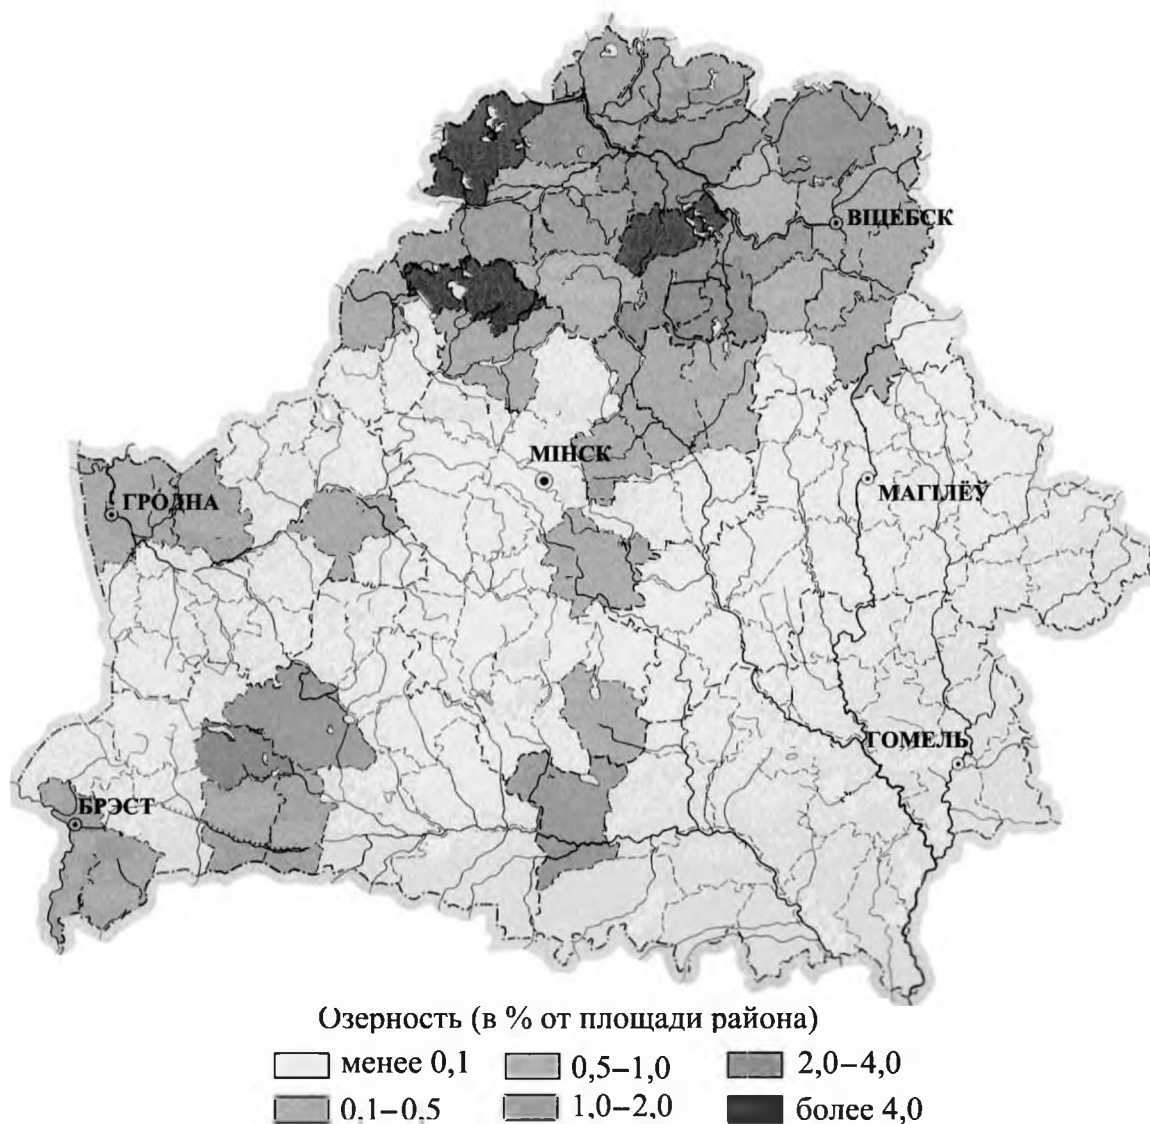 ВІЦЕБСК
МІНСК
МАГІЛЁЎ
ГРОДНА
ГОМЕЛЬ
БРЭСТ
Озерность (в % от площади района)
менее 0,1
0,5–1,0
2,0–4,0
0,1–0,5
1,0–2,0
более 4,0